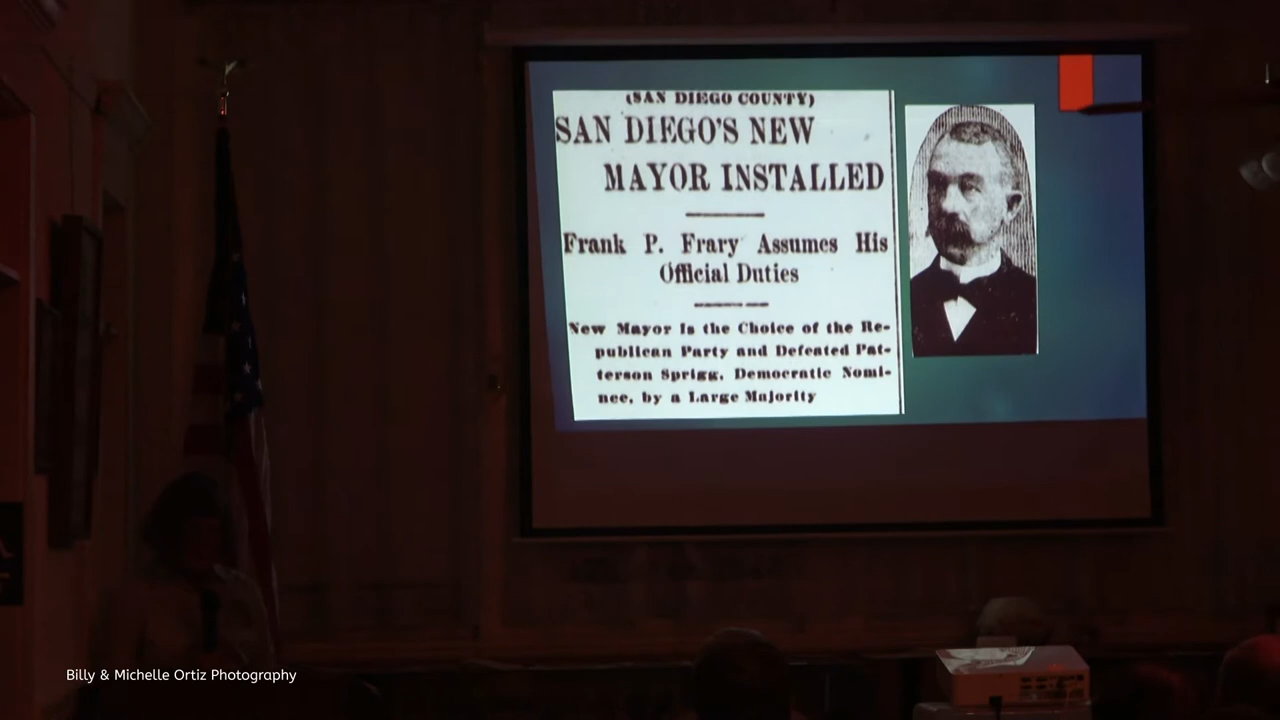 (SAN DIEGO COUNTY)
SAN DIEGO'S NEW
MAYOR INSTALLED
Frank P. Frary Assumes His
Official Duties
New Mayor Is the Choice of the Re-
publican Party and Defeated Pat-
terson Sprigg, Democratic Nomi-
nee, by a Large Majority
Billy & Michelle Ortiz Photography